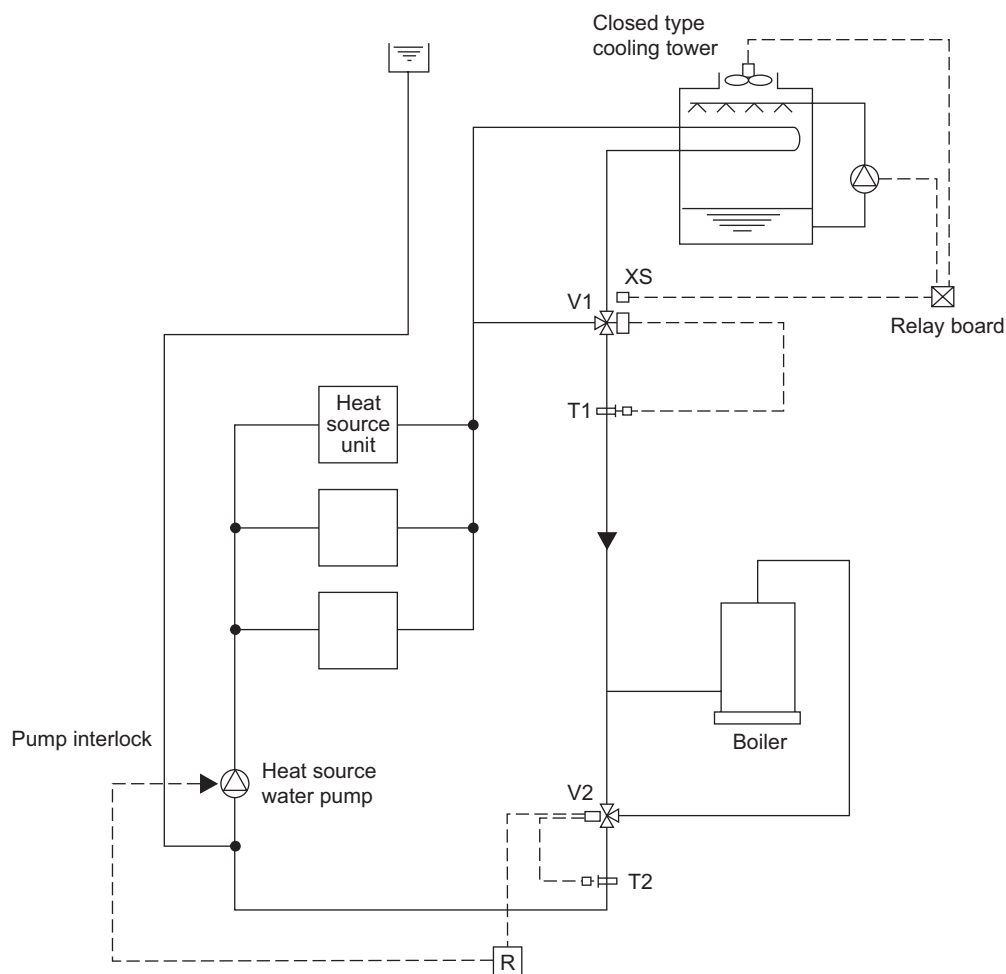 Closed type
cooling tower
XS
V1
Relay board
T1
Heat
source
unit
Boiler
Pump interlock
Heat source
water pump
V2
T2
R